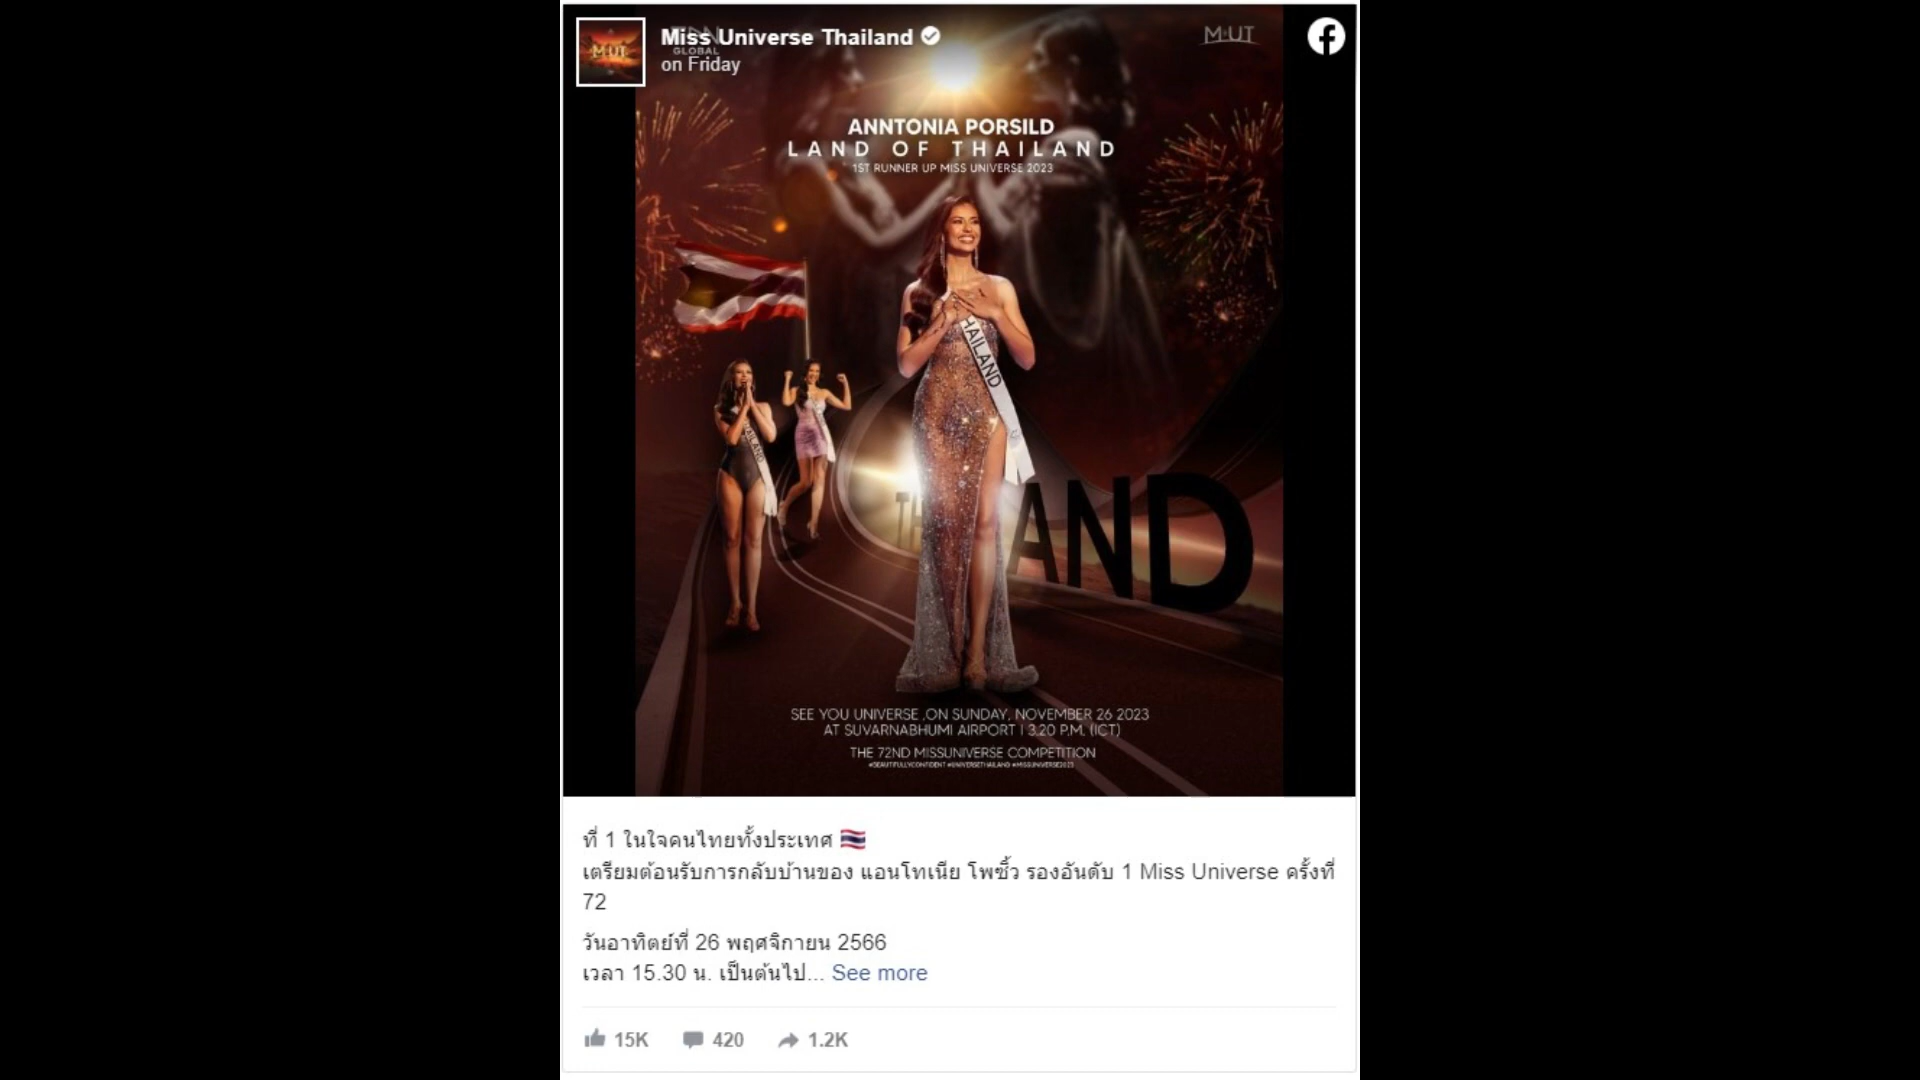 M·UT
Miss Universe Thailand
GLOBAL
on Friday
M·UT
ANNTONIA PORSILD
LAND OF THAILAND
1ST RUNNER UP MISS UNIVERSE 2023
THAILAND
THAILAND
TH AND
SEE YOU UNIVERSE ,ON SUNDAY, NOVEMBER 26 2023
AT SUVARNABHUMI AIRPORT | 3.20 P.M. (ICT)
THE 72ND MISSUNIVERSE COMPETITION
#BEAUTIFULLYCONFIDENT #UNIVERSETHAILAND #MISSUNIVERSE2023
ที่ 1 ในใจคนไทยทั้งประเทศ 🇹🇭
เตรียมต้อนรับการกลับบ้านของ แอนโทเนีย โพซิ้ว รองอันดับ 1 Miss Universe ครั้งที่
72
วันอาทิตย์ที่ 26 พฤศจิกายน 2566
เวลา 15.30 น. เป็นต้นไป... See more
15K 420 1.2K